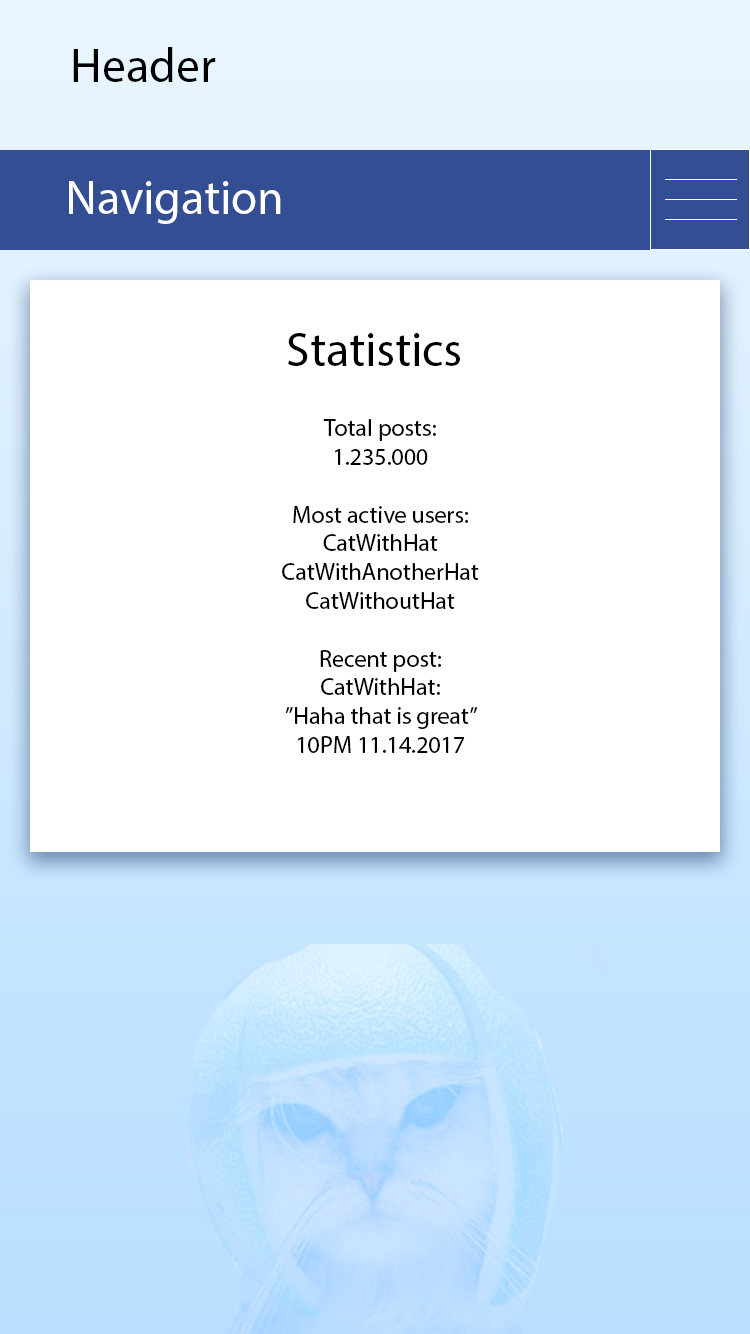 Header
Navigation
Statistics
Total posts:
1.235.000
Most active users:
CatWithHat
CatWithAnotherHat
CatWithoutHat
Recent post:
CatWithHat:
”Haha that is great”
10PM 11.14.2017